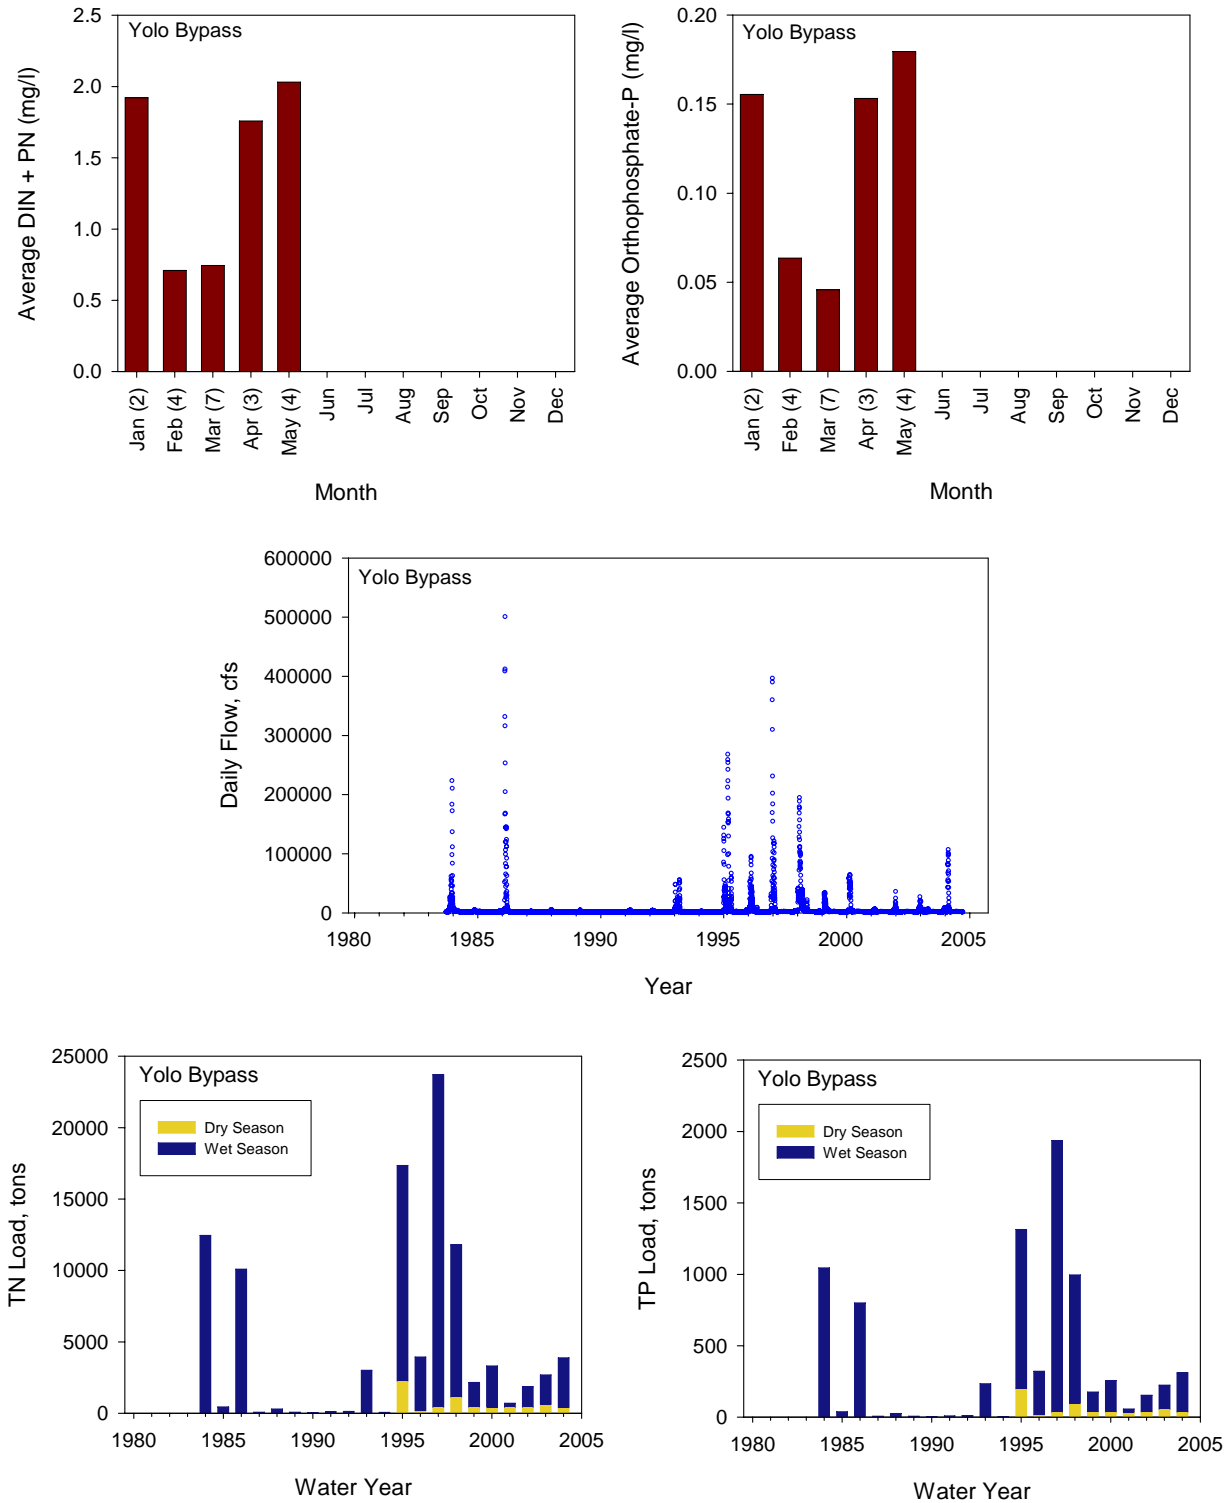 Yolo Bypass
Average DIN + PN (mg/l)
2.5
2.0
1.5
1.0
0.5
0.0
Jan (2)
Feb (4)
Mar (7)
Apr (3)
May (4)
Jun
Jul
Aug
Sep
Oct
Nov
Dec
Month
Yolo Bypass
Average Orthophosphate-P (mg/l)
0.20
0.15
0.10
0.05
0.00
Jan (2)
Feb (4)
Mar (7)
Apr (3)
May (4)
Jun
Jul
Aug
Sep
Oct
Nov
Dec
Month
Yolo Bypass
Daily Flow, cfs
600000
500000
400000
300000
200000
100000
0
1980 1985 1990 1995 2000 2005
Year
Yolo Bypass
Dry Season
Wet Season
TN Load, tons
25000
20000
15000
10000
5000
0
1980 1985 1990 1995 2000 2005
Water Year
Yolo Bypass
Dry Season
Wet Season
TP Load, tons
2500
2000
1500
1000
500
0
1980 1985 1990 1995 2000 2005
Water Year